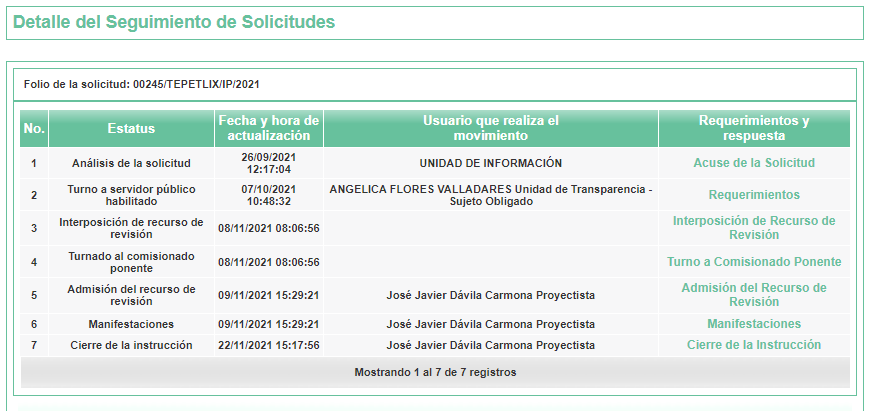 Detalle del Seguimiento de Solicitudes
Folio de la solicitud: 00245/TEPETLIX/IP/2021
No. Estatus Fecha y hora de actualización Usuario que realiza el movimiento Requerimientos y respuesta
1 Análisis de la solicitud 26/09/2021 12:17:04 UNIDAD DE INFORMACIÓN Acuse de la Solicitud
2 Turno a servidor público habilitado 07/10/2021 10:48:32 ANGELICA FLORES VALLADARES Unidad de Transparencia - Sujeto Obligado Requerimientos
3 Interposición de recurso de revisión 08/11/2021 08:06:56 Interposición de Recurso de Revisión
4 Turnado al comisionado ponente 08/11/2021 08:06:56 Turno a Comisionado Ponente
5 Admisión del recurso de revisión 09/11/2021 15:29:21 José Javier Dávila Carmona Proyectista Admisión del Recurso de Revisión
6 Manifestaciones 09/11/2021 15:29:21 José Javier Dávila Carmona Proyectista Manifestaciones
7 Cierre de la instrucción 22/11/2021 15:17:56 José Javier Dávila Carmona Proyectista Cierre de la Instrucción
Mostrando 1 al 7 de 7 registros